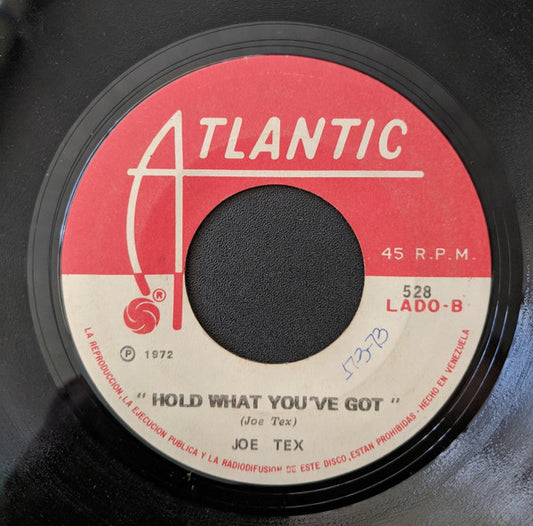 ATLANTIC
®
45 R.P.M.
528
LADO-B
Ⓟ 1972
" HOLD WHAT YOU'VE GOT "
(Joe Tex)
JOE TEX
LA REPRODUCCION, LA EJECUCION PUBLICA Y LA RADIODIFUSION DE ESTE DISCO, ESTAN PROHIBIDAS - HECHO EN VENEZUELA